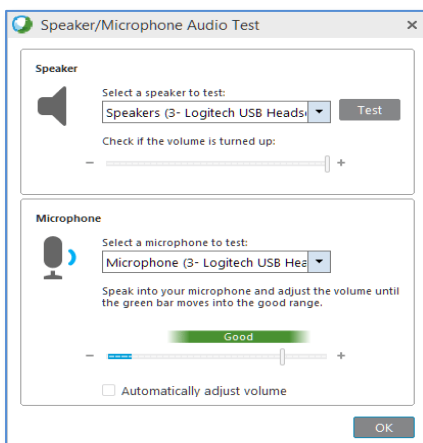 Speaker/Microphone Audio Test
Speaker
Select a speaker to test:
Speakers (3- Logitech USB Heads
Test
Check if the volume is turned up:
- +
Microphone
Select a microphone to test:
Microphone (3- Logitech USB Hea
Speak into your microphone and adjust the volume until
the green bar moves into the good range.
Good
- +
Automatically adjust volume
OK